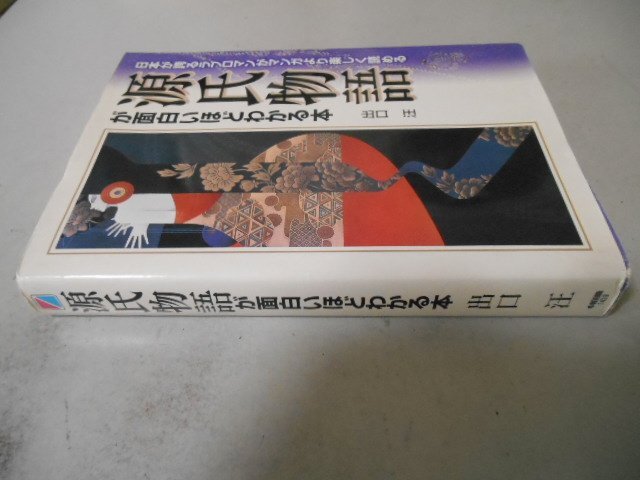 日本が誇るラブロマンがマンガより楽しく読める
源氏物語
が面白いほどわかる本
出口 汪
源氏物語が面白いほどわかる本 出口 汪